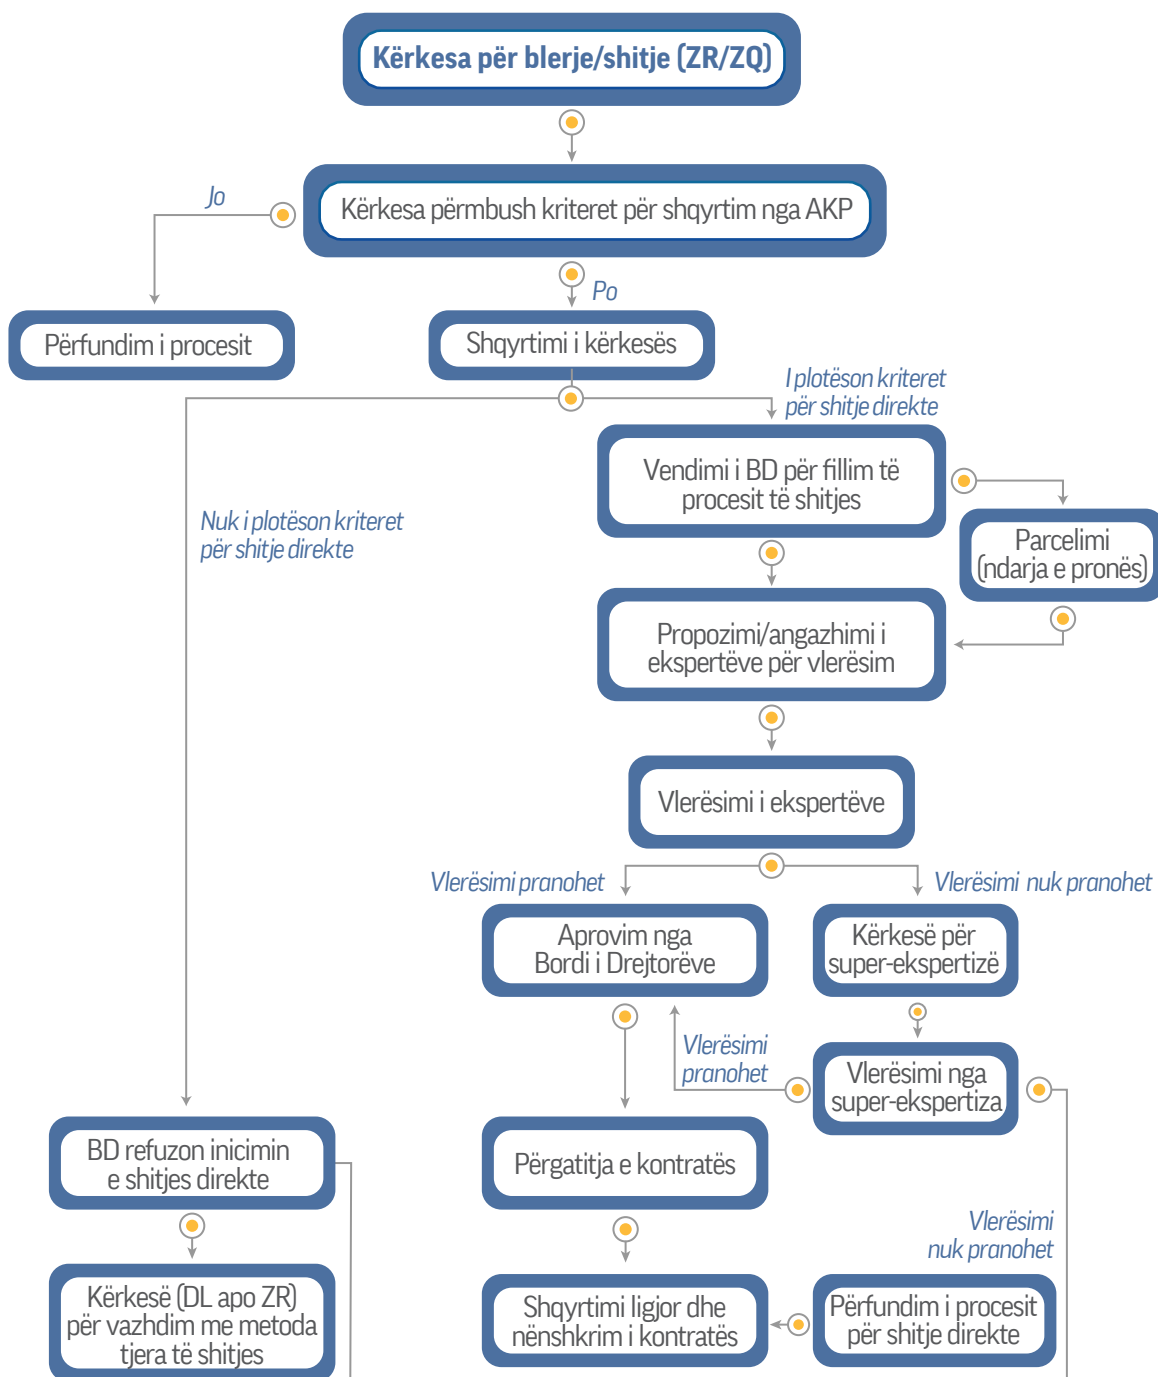 Kërkesa për blerje/shitje (ZR/ZQ)
Jo
Kërkesa përmbush kriteret për shqyrtim nga AKP
Po
Përfundim i procesit
Shqyrtimi i kërkesës
I plotëson kriteret
për shitje direkte
Vendimi i BD për fillim të
procesit të shitjes
Nuk i plotëson kriteret
për shitje direkte
Parcelimi
(ndarja e pronës)
Propozimi/angazhimi i
ekspertëve për vlerësim
Vlerësimi i ekspertëve
Vlerësimi pranohet
Vlerësimi nuk pranohet
Aprovim nga
Bordi i Drejtorëve
Kërkesë për
super-ekspertizë
Vlerësimi
pranohet
Vlerësimi nga
super-ekspertiza
BD refuzon inicimin
e shitjes direkte
Përgatitja e kontratës
Vlerësimi
nuk pranohet
Kërkesë (DL apo ZR)
për vazhdim me metoda
tjera të shitjes
Shqyrtimi ligjor dhe
nënshkrim i kontratës
Përfundim i procesit
për shitje direkte